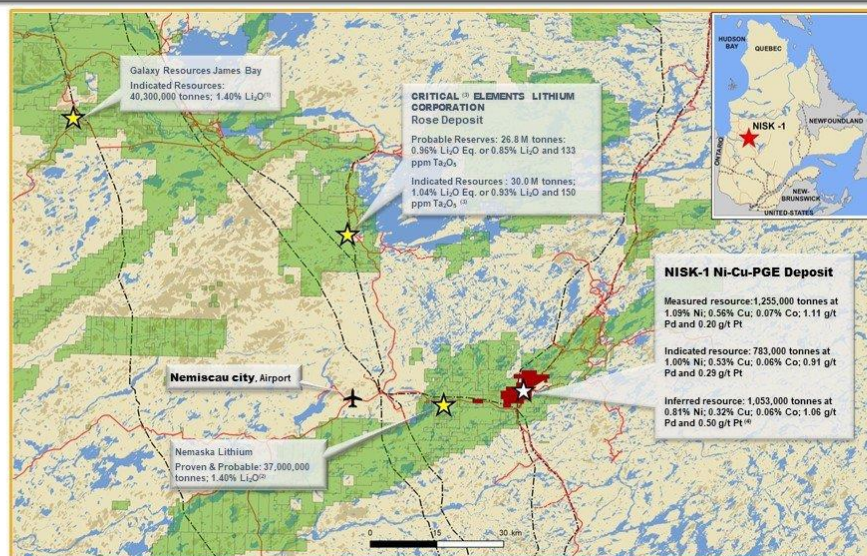 Galaxy Resources James Bay
Indicated Resources:
40,300,000 tonnes; 1.40% Li₂O⁽¹⁾
CRITICAL ⁽³⁾ ELEMENTS LITHIUM
CORPORATION
Rose Deposit
Probable Reserves: 26.8 M tonnes:
0.96% Li₂O Eq. or 0.85% Li₂O and 133
ppm Ta₂O₅
Indicated Resources : 30.0 M tonnes;
1.04% Li₂O Eq. or 0.93% Li₂O and 150
ppm Ta₂O₅ ⁽³⁾
HUDSON
BAY
QUEBEC
NEWFOUNDLAND
NISK -1
ONTARIO
NEW-
BRUNSWICK
UNITED-STATES
NISK-1 Ni-Cu-PGE Deposit
Measured resource:1,255,000 tonnes at
1.09% Ni; 0.56% Cu; 0.07% Co; 1.11 g/t
Pd and 0.20 g/t Pt
Indicated resource: 783,000 tonnes at
1.00% Ni; 0.53% Cu; 0.06% Co; 0.91 g/t
Pd and 0.29 g/t Pt
Inferred resource: 1,053,000 tonnes at
0.81% Ni; 0.32% Cu; 0.06% Co; 1.06 g/t
Pd and 0.50 g/t Pt⁽⁴⁾
Nemiscau city, Airport
Nemaska Lithium
Proven & Probable: 37,000,000
tonnes; 1.40% Li₂O⁽²⁾
0 15 30 km